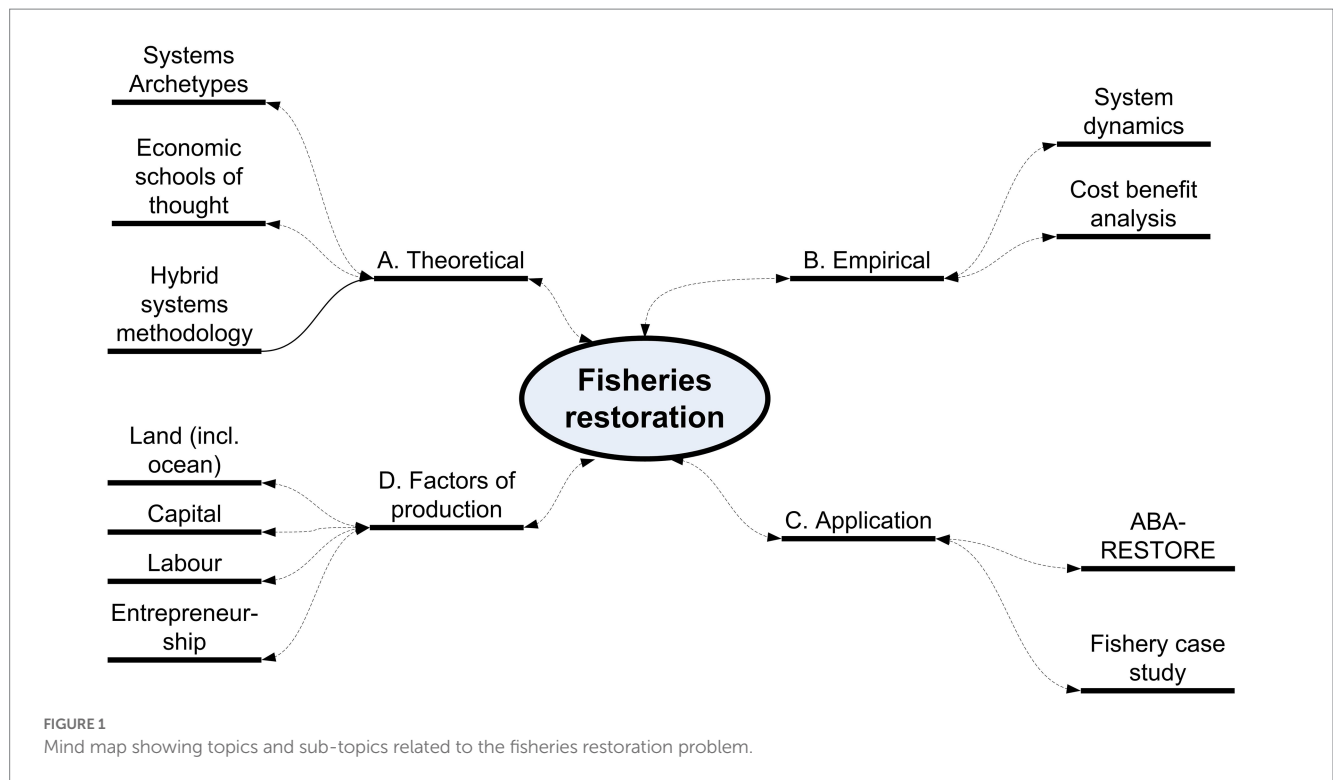 Systems
Archetypes
Economic
schools of
thought
Hybrid
systems
methodology
A. Theoretical
System
dynamics
Cost benefit
analysis
B. Empirical
Fisheries
restoration
Land (incl.
ocean)
Capital
Labour
Entrepreneur-
ship
D. Factors of
production
C. Application
ABA-
RESTORE
Fishery case
study
FIGURE 1
Mind map showing topics and sub-topics related to the fisheries restoration problem.